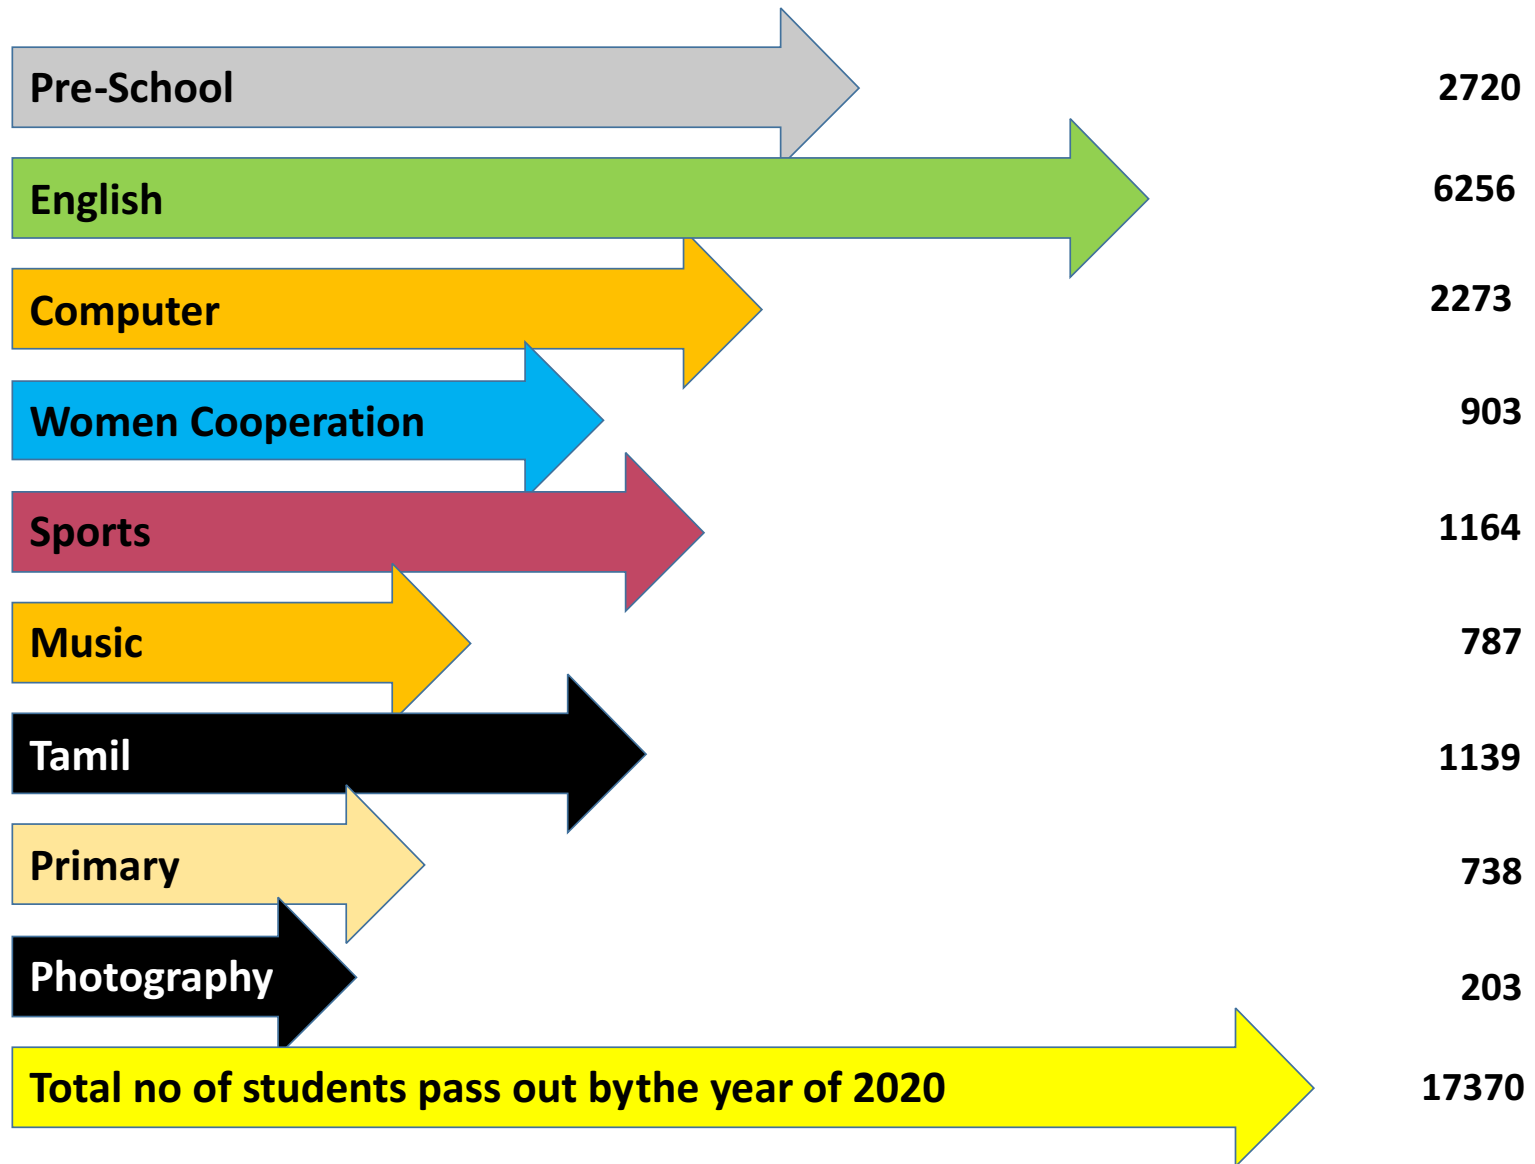 Pre-School 2720
English 6256
Computer 2273
Women Cooperation 903
Sports 1164
Music 787
Tamil 1139
Primary 738
Photography 203
Total no of students pass out bythe year of 2020 17370